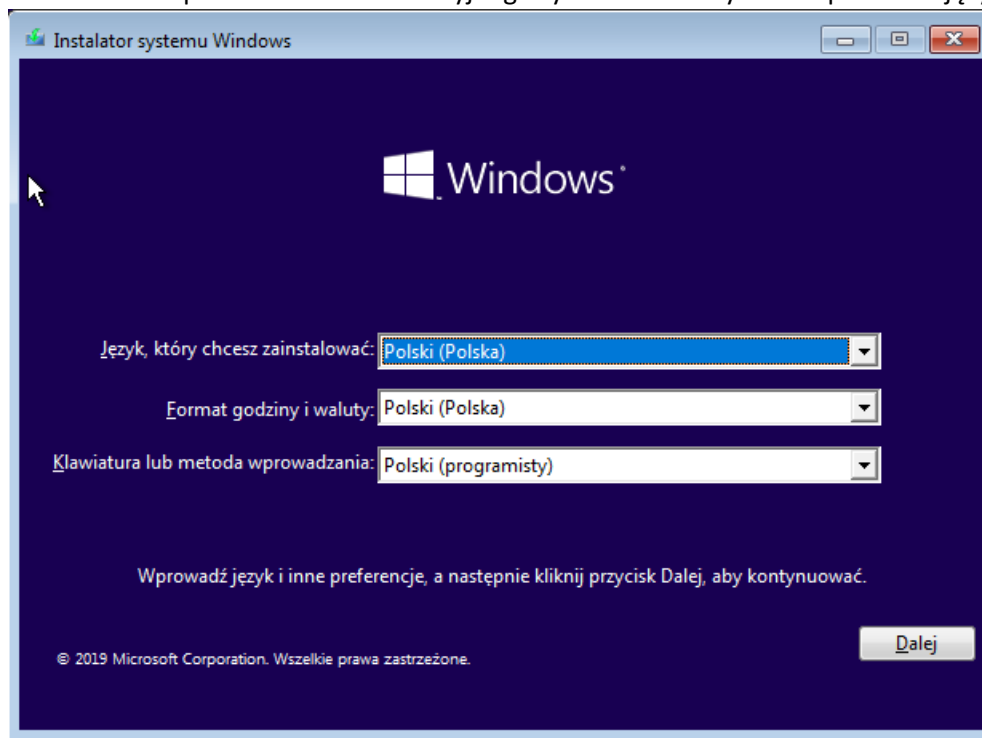 Instalator systemu Windows
Windows
Język, który chcesz zainstalować: Polski (Polska)
Format godziny i waluty: Polski (Polska)
Klawiatura lub metoda wprowadzania: Polski (programisty)
Wprowadź język i inne preferencje, a następnie kliknij przycisk Dalej, aby kontynuować.
Dalej
© 2019 Microsoft Corporation. Wszelkie prawa zastrzeżone.